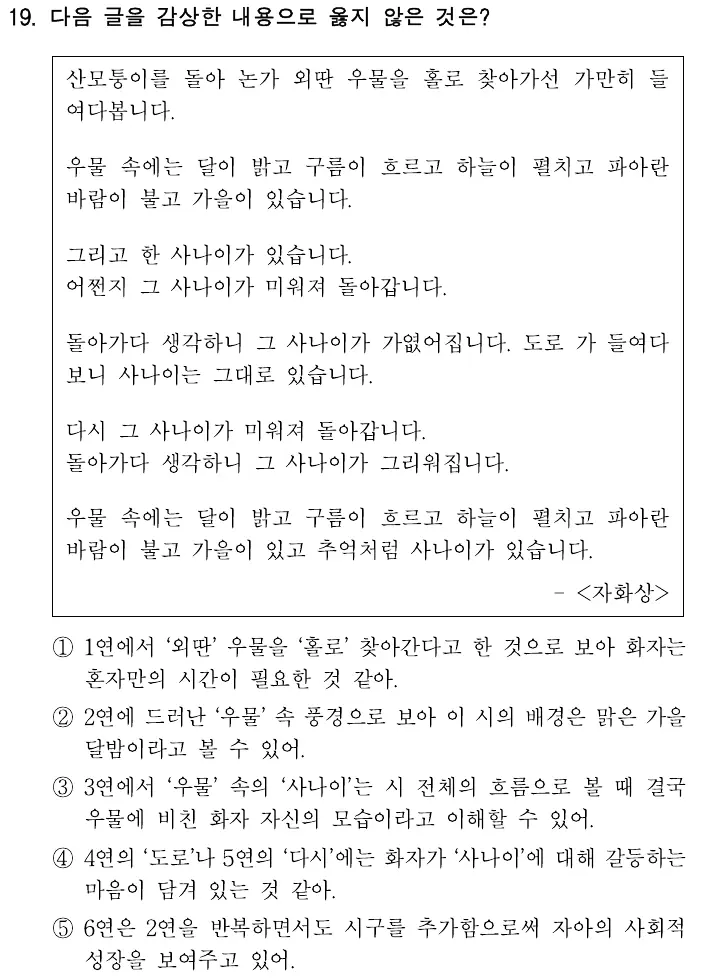 19. 다음 글을 감상한 내용으로 옳지 않은 것은?
산모퉁이를 돌아 논가 외딴 우물을 홀로 찾아가선 가만히 들
여다봅니다.
우물 속에는 달이 밝고 구름이 흐르고 하늘이 펼치고 파아란
바람이 불고 가을이 있습니다.
그리고 한 사나이가 있습니다.
어쩐지 그 사나이가 미워져 돌아갑니다.
돌아가다 생각하니 그 사나이가 가엾어집니다. 도로 가 들여다
보니 사나이는 그대로 있습니다.
다시 그 사나이가 미워져 돌아갑니다.
돌아가다 생각하니 그 사나이가 그리워집니다.
우물 속에는 달이 밝고 구름이 흐르고 하늘이 펼치고 파아란
바람이 불고 가을이 있고 추억처럼 사나이가 있습니다.
- <자화상>
① 1연에서 ‘외딴’ 우물을 ‘홀로’ 찾아간다고 한 것으로 보아 화자는
혼자만의 시간이 필요한 것 같아.
② 2연에 드러난 ‘우물’ 속 풍경으로 보아 이 시의 배경은 맑은 가을
달밤이라고 볼 수 있어.
③ 3연에서 ‘우물’ 속의 ‘사나이’는 시 전체의 흐름으로 볼 때 결국
우물에 비친 화자 자신의 모습이라고 이해할 수 있어.
④ 4연의 ‘도로’나 5연의 ‘다시’에는 화자가 ‘사나이’에 대해 갈등하는
마음이 담겨 있는 것 같아.
⑤ 6연은 2연을 반복하면서도 시구를 추가함으로써 자아의 사회적
성장을 보여주고 있어.